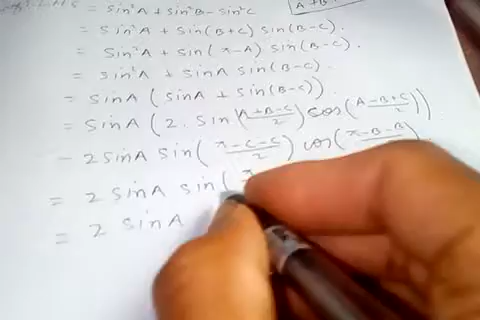 L.H.S = sin²A + sin²B - sin²C
A+B
= sin²A + sin(B+C) sin(B-C).
= sin²A + sin(π-A) sin(B-C).
= sin²A + sinA sin(B-C).
= sinA (sinA + sin(B-C)).
= sinA (2. sin(A+B-C/2) cos(A-B+C/2))
- 2sinA sin(π-C-C/2) cos(π-B-B/2)
= 2 sinA sin(π
= 2 sinA